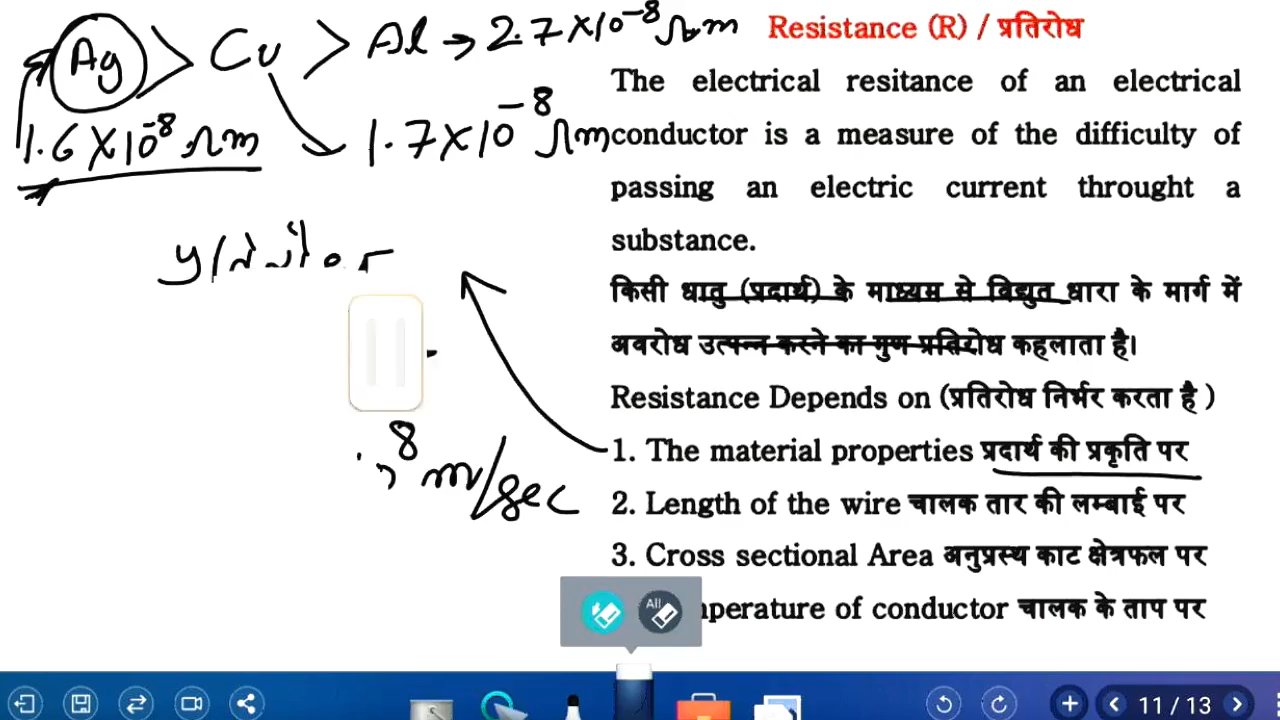 Ag > Cu > Al → 2.7×10⁻⁸ Ωm
1.6×10⁻⁸ Ωm
1.7×10⁻⁸ Ωm
8 m/sec
Resistance (R) / प्रतिरोध
The electrical resitance of an electrical
conductor is a measure of the difficulty of
passing an electric current throught a
substance.
किसी धातु (प्रदार्थ) के माध्यम से विद्युत धारा के मार्ग में
अवरोध उत्पन्न करने का गुण प्रतिरोध कहलाता है।
Resistance Depends on (प्रतिरोध निर्भर करता है )
1. The material properties प्रदार्थ की प्रकृति पर
2. Length of the wire चालक तार की लम्बाई पर
3. Cross sectional Area अनुप्रस्थ काट क्षेत्रफल पर
of conductor चालक के ताप पर
All
11 / 13